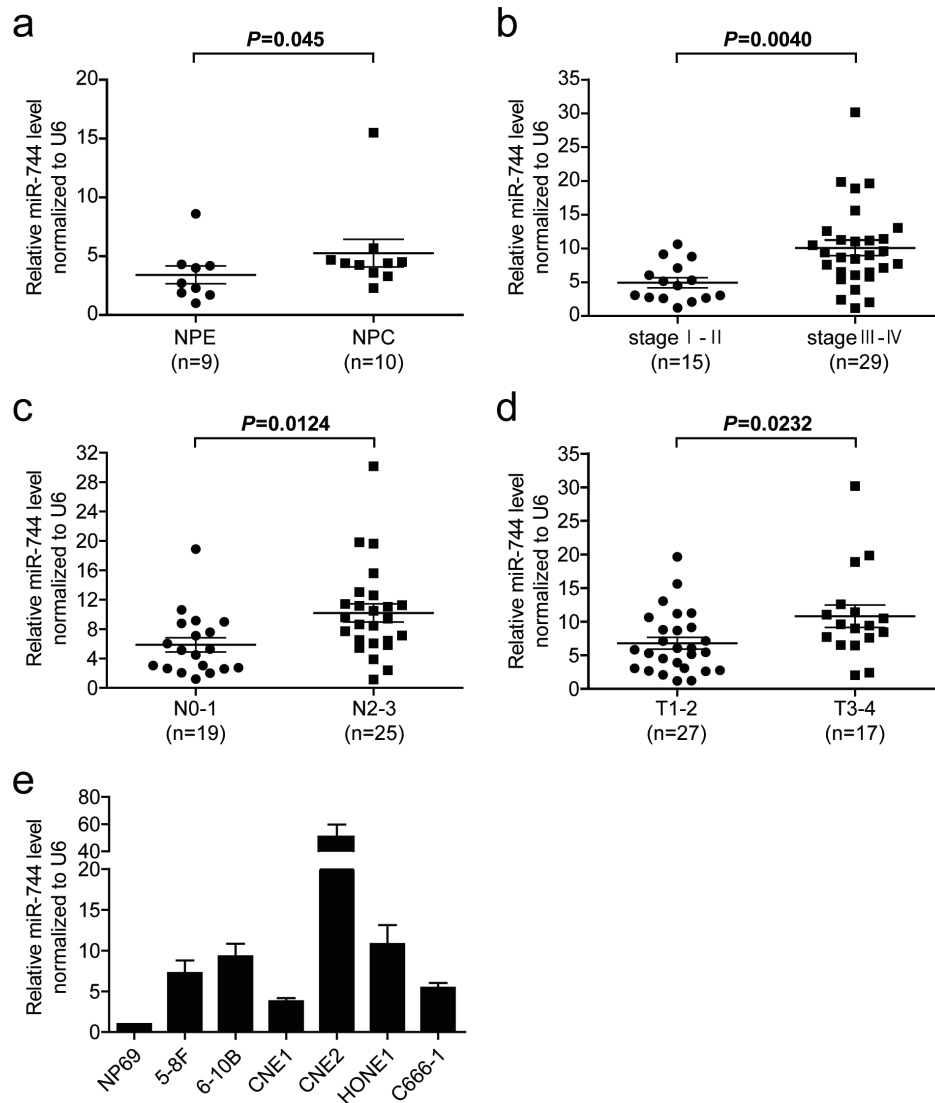 a
P=0.045
Relative miR-744 level
normalized to U6
20
15
10
5
0
NPE
NPC
(n=9)
(n=10)
b
P=0.0040
Relative miR-744 level
normalized to U6
35
30
25
20
15
10
5
0
stage Ⅰ-Ⅱ
stage Ⅲ-Ⅳ
(n=15)
(n=29)
c
P=0.0124
Relative miR-744 level
normalized to U6
32
28
24
20
16
12
8
4
0
N0-1
N2-3
(n=19)
(n=25)
d
P=0.0232
Relative miR-744 level
normalized to U6
35
30
25
20
15
10
5
0
T1-2
T3-4
(n=27)
(n=17)
e
Relative miR-744 level
normalized to U6
80
60
40
20
15
10
5
0
NP69
5-8F
6-10B
CNE1
CNE2
HONE1
C666-1